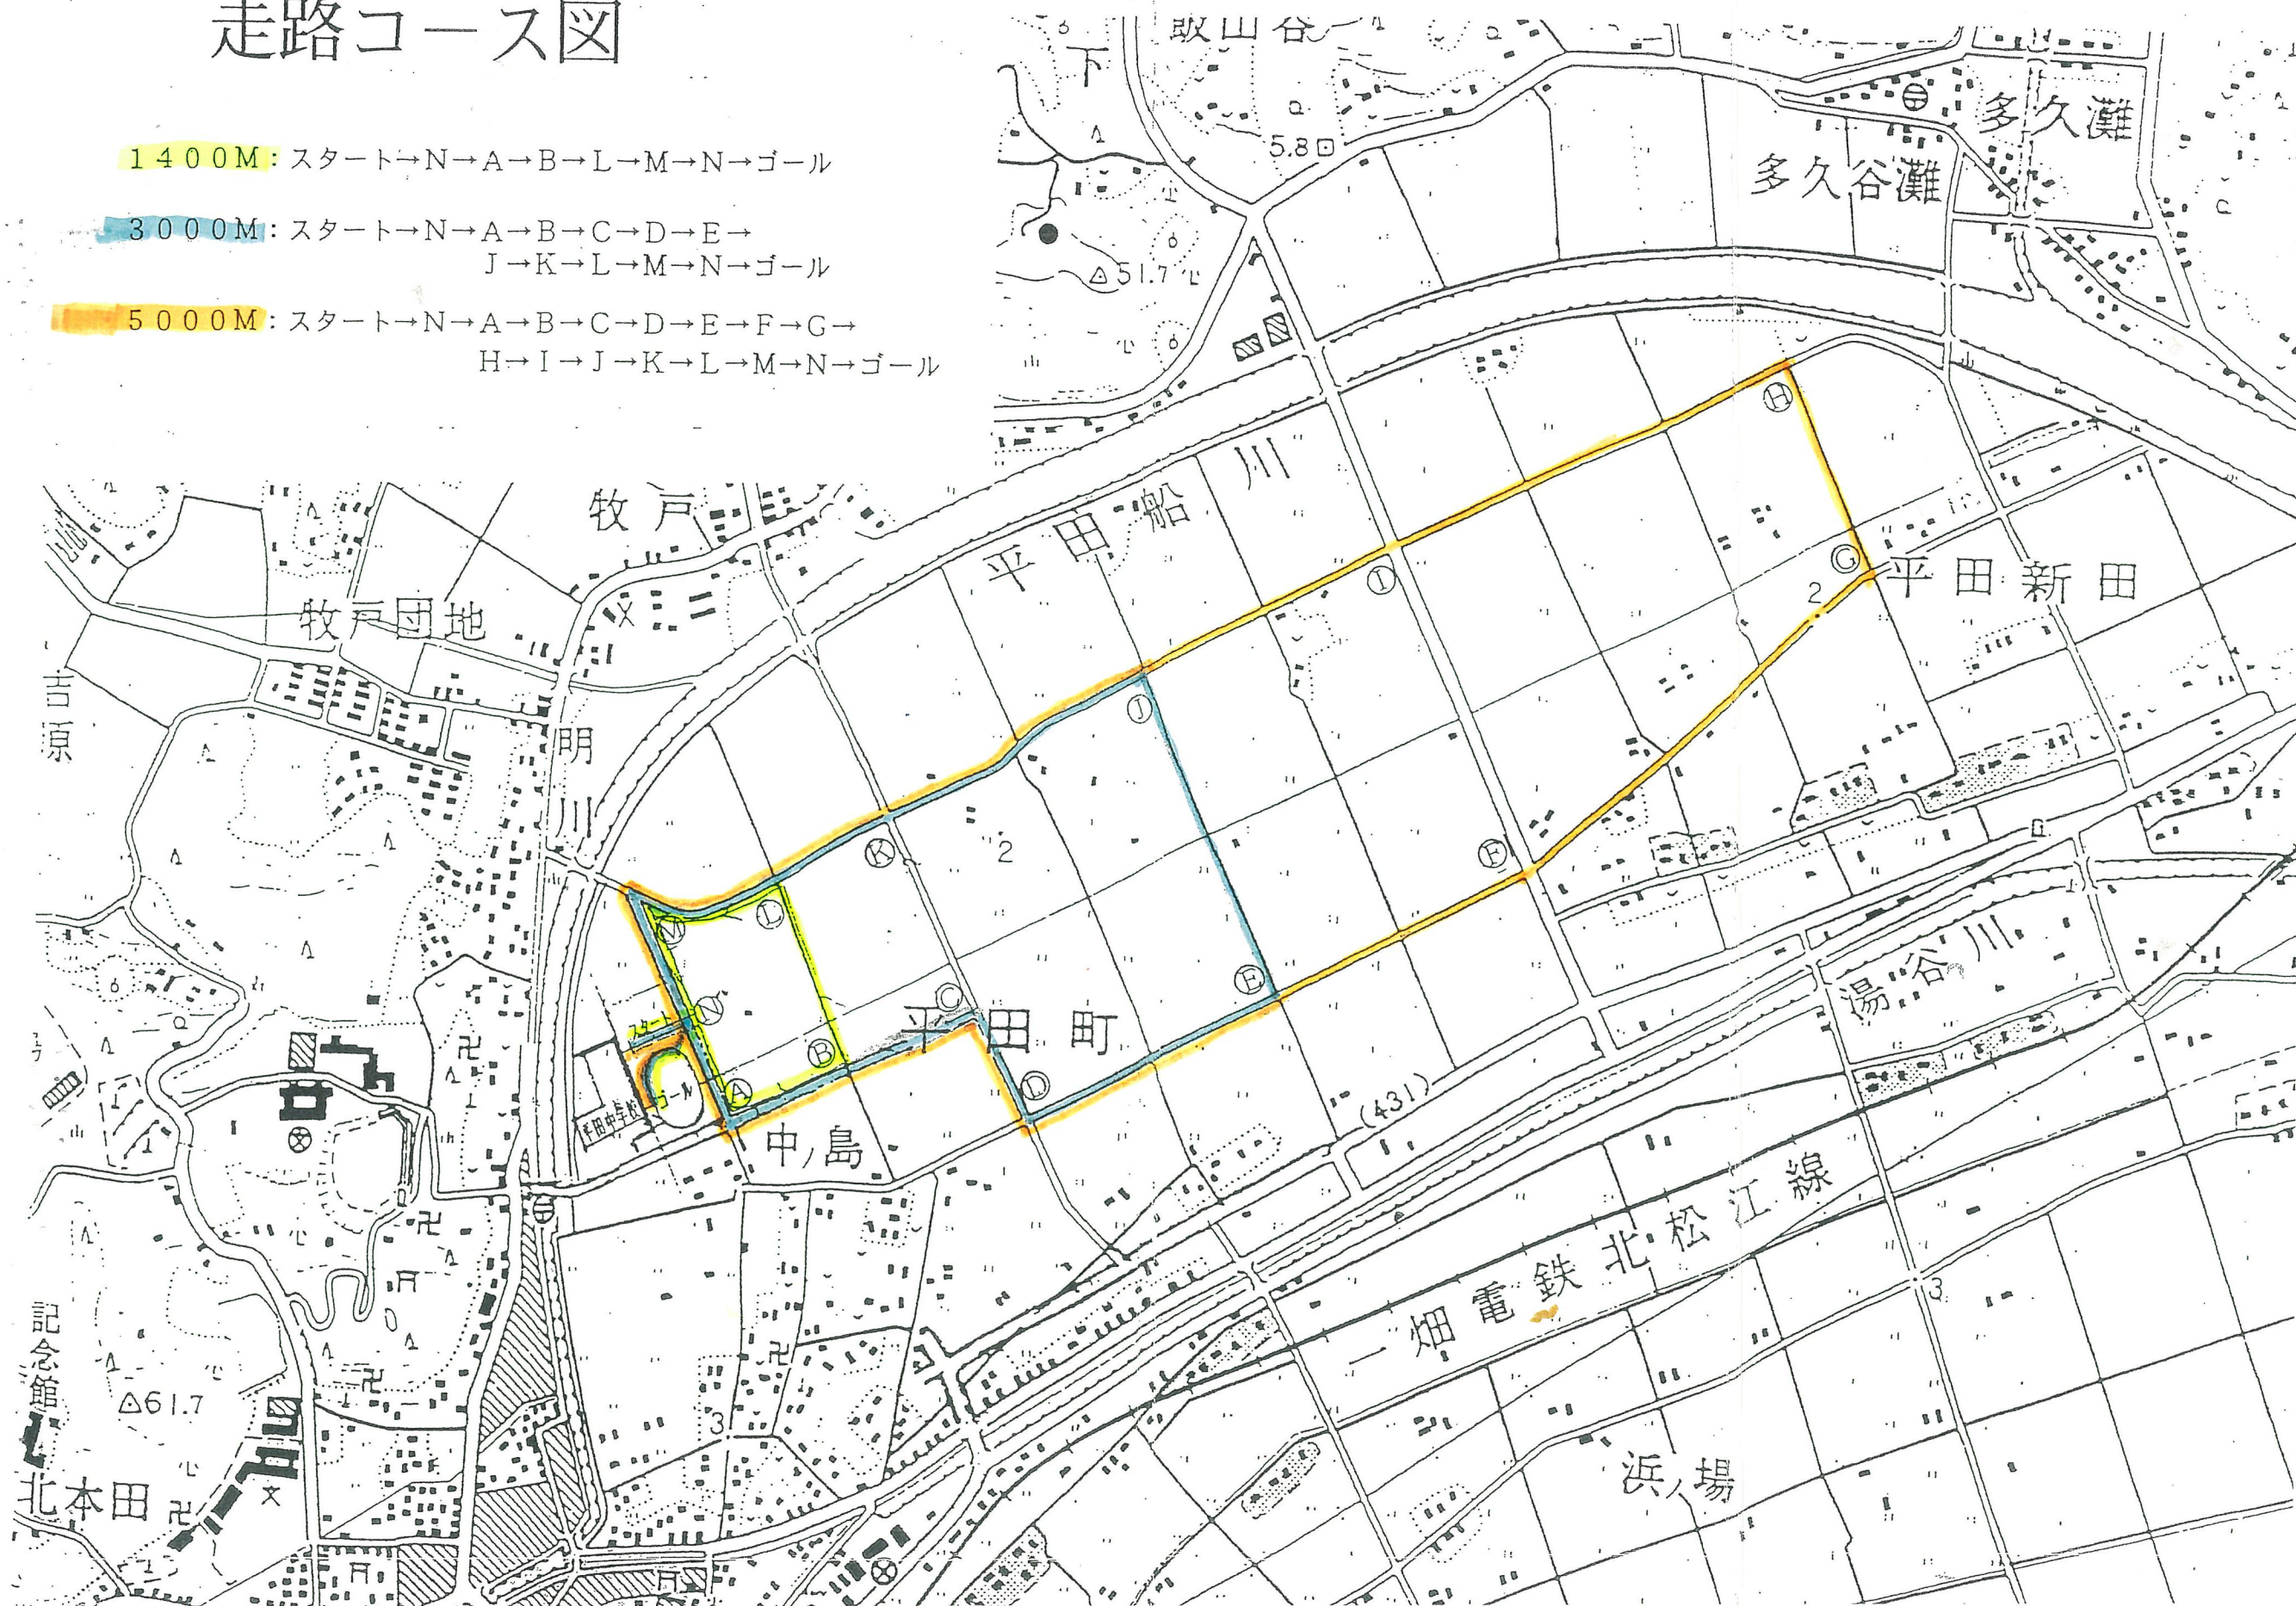 走路コース図
1400M：スタート→N→A→B→L→M→N→ゴール
3000M：スタート→N→A→B→C→D→E→
J→K→L→M→N→ゴール
5000M：スタート→N→A→B→C→D→E→F→G→
H→I→J→K→L→M→N→ゴール
飯山谷
下
多久灘
5.8
多久谷灘
51.7
H
川
牧戸
平田船
I
G
平田新田
2
牧戸団地
吉原
J
明川
K
2
F
L
M
湯谷川
E
C
N
平田町
スタート
B
A
D
ゴール
平田中学校
(431)
中ノ島
一畑電鉄北松江線
3
記念館
61.7
3
北本田
文
浜ノ場